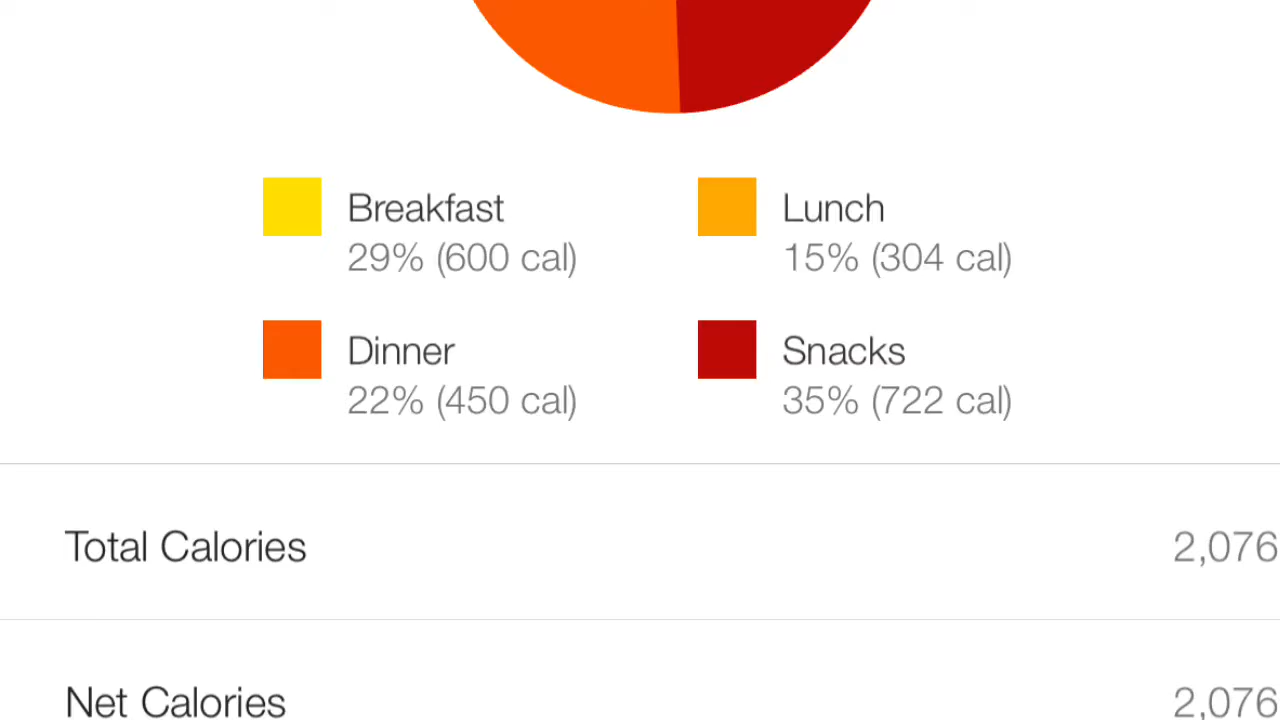 Breakfast
29% (600 cal)
Lunch
15% (304 cal)
Dinner
22% (450 cal)
Snacks
35% (722 cal)
Total Calories 2,076
Net Calories 2,076